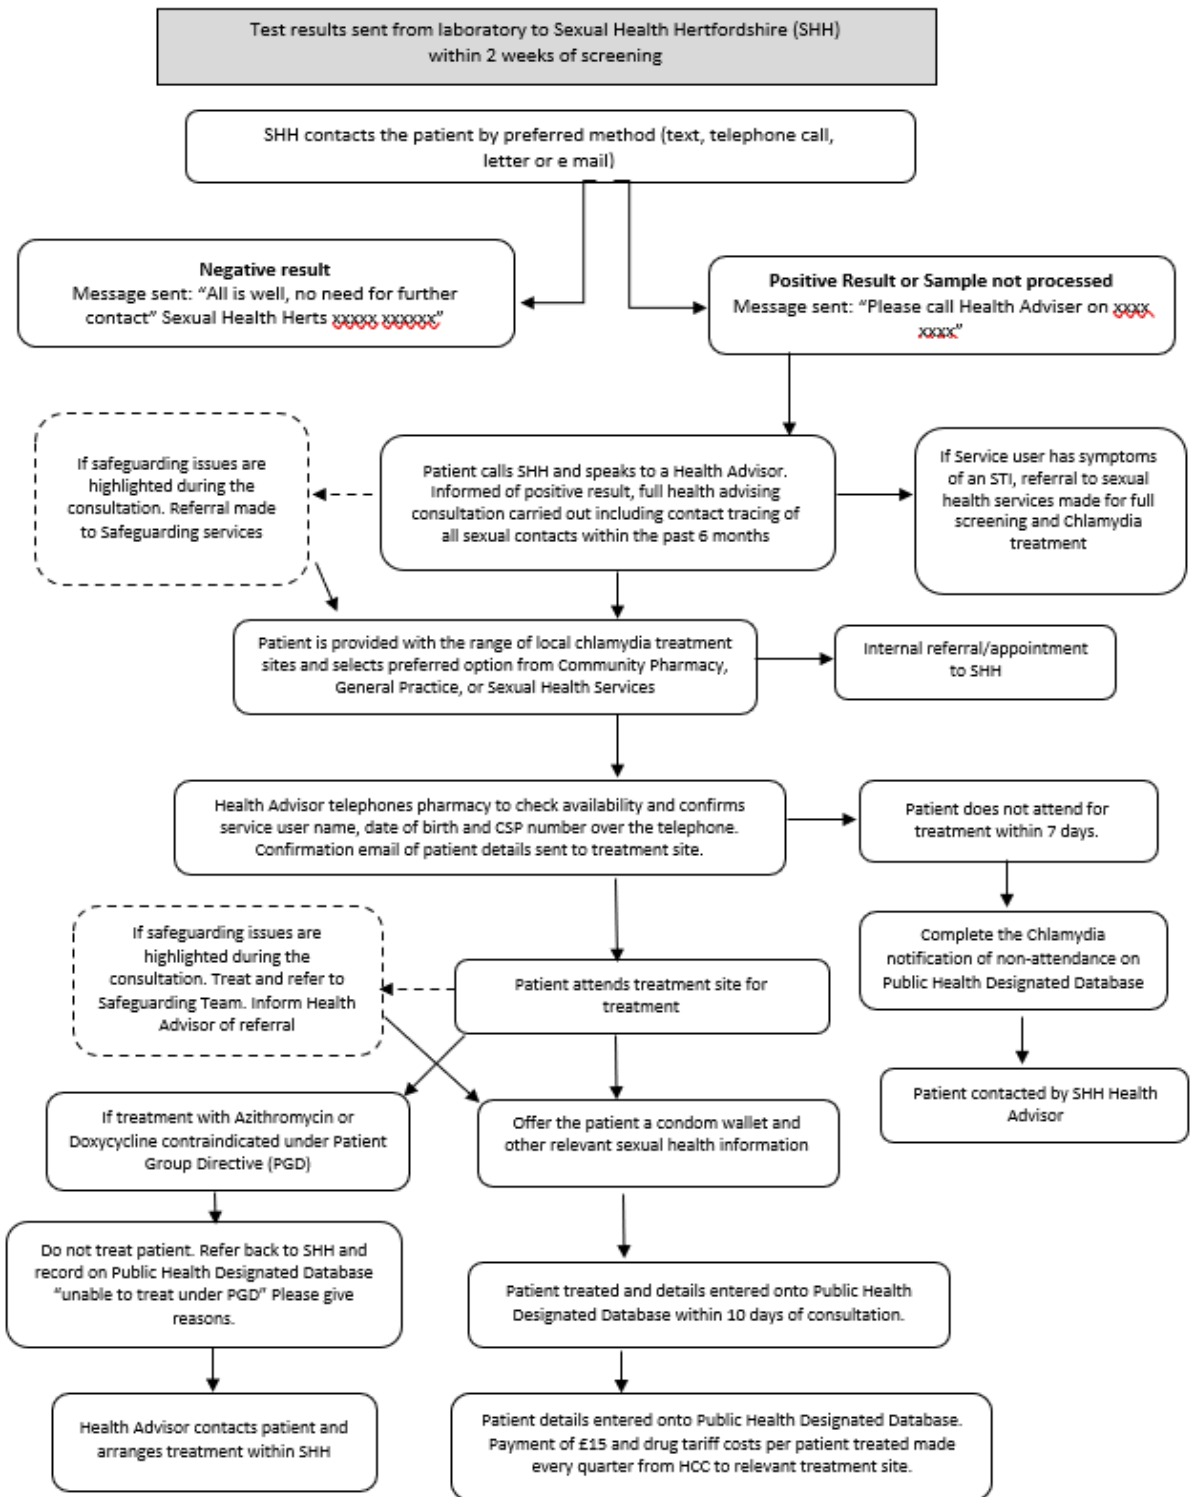 Test results sent from laboratory to Sexual Health Hertfordshire (SHH)
within 2 weeks of screening
SHH contacts the patient by preferred method (text, telephone call,
letter or e mail)
Negative result
Message sent: “All is well, no need for further
contact” Sexual Health Herts xxxxx xxxxxx”
Positive Result or Sample not processed
Message sent: “Please call Health Adviser on xxxx
xxxx”
If safeguarding issues are
highlighted during the
consultation. Referral made
to Safeguarding services
Patient calls SHH and speaks to a Health Advisor.
Informed of positive result, full health advising
consultation carried out including contact tracing of
all sexual contacts within the past 6 months
If Service user has symptoms
of an STI, referral to sexual
health services made for full
screening and Chlamydia
treatment
Patient is provided with the range of local chlamydia treatment
sites and selects preferred option from Community Pharmacy,
General Practice, or Sexual Health Services
Internal referral/appointment
to SHH
Health Advisor telephones pharmacy to check availability and confirms
service user name, date of birth and CSP number over the telephone.
Confirmation email of patient details sent to treatment site.
Patient does not attend for
treatment within 7 days.
If safeguarding issues are
highlighted during the
consultation. Treat and refer to
Safeguarding Team. Inform Health
Advisor of referral
Patient attends treatment site for
treatment
Complete the Chlamydia
notification of non-attendance on
Public Health Designated Database
Patient contacted by SHH Health
Advisor
If treatment with Azithromycin or
Doxycycline contraindicated under Patient
Group Directive (PGD)
Offer the patient a condom wallet and
other relevant sexual health information
Do not treat patient. Refer back to SHH and
record on Public Health Designated Database
“unable to treat under PGD” Please give
reasons.
Patient treated and details entered onto Public Health
Designated Database within 10 days of consultation.
Health Advisor contacts patient and
arranges treatment within SHH
Patient details entered onto Public Health Designated Database.
Payment of £15 and drug tariff costs per patient treated made
every quarter from HCC to relevant treatment site.